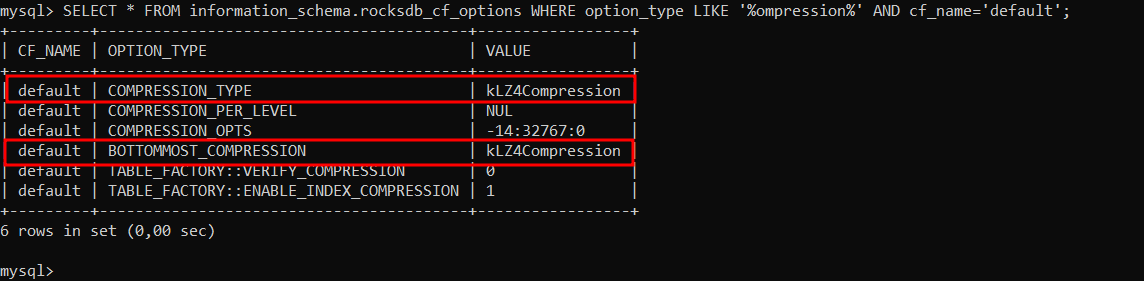 mysql> SELECT * FROM information_schema.rocksdb_cf_options WHERE option_type LIKE '%ompression%' AND cf_name='default';
+---------+--------------------------------------+-----------------+
| CF_NAME | OPTION_TYPE                          | VALUE           |
+---------+--------------------------------------+-----------------+
| default | COMPRESSION_TYPE                     | kLZ4Compression |
| default | COMPRESSION_PER_LEVEL                | NUL             |
| default | COMPRESSION_OPTS                     | -14:32767:0     |
| default | BOTTOMMOST_COMPRESSION               | kLZ4Compression |
| default | TABLE_FACTORY::VERIFY_COMPRESSION    | 0               |
| default | TABLE_FACTORY::ENABLE_INDEX_COMPRESSION | 1               |
+---------+--------------------------------------+-----------------+
6 rows in set (0,00 sec)
mysql>